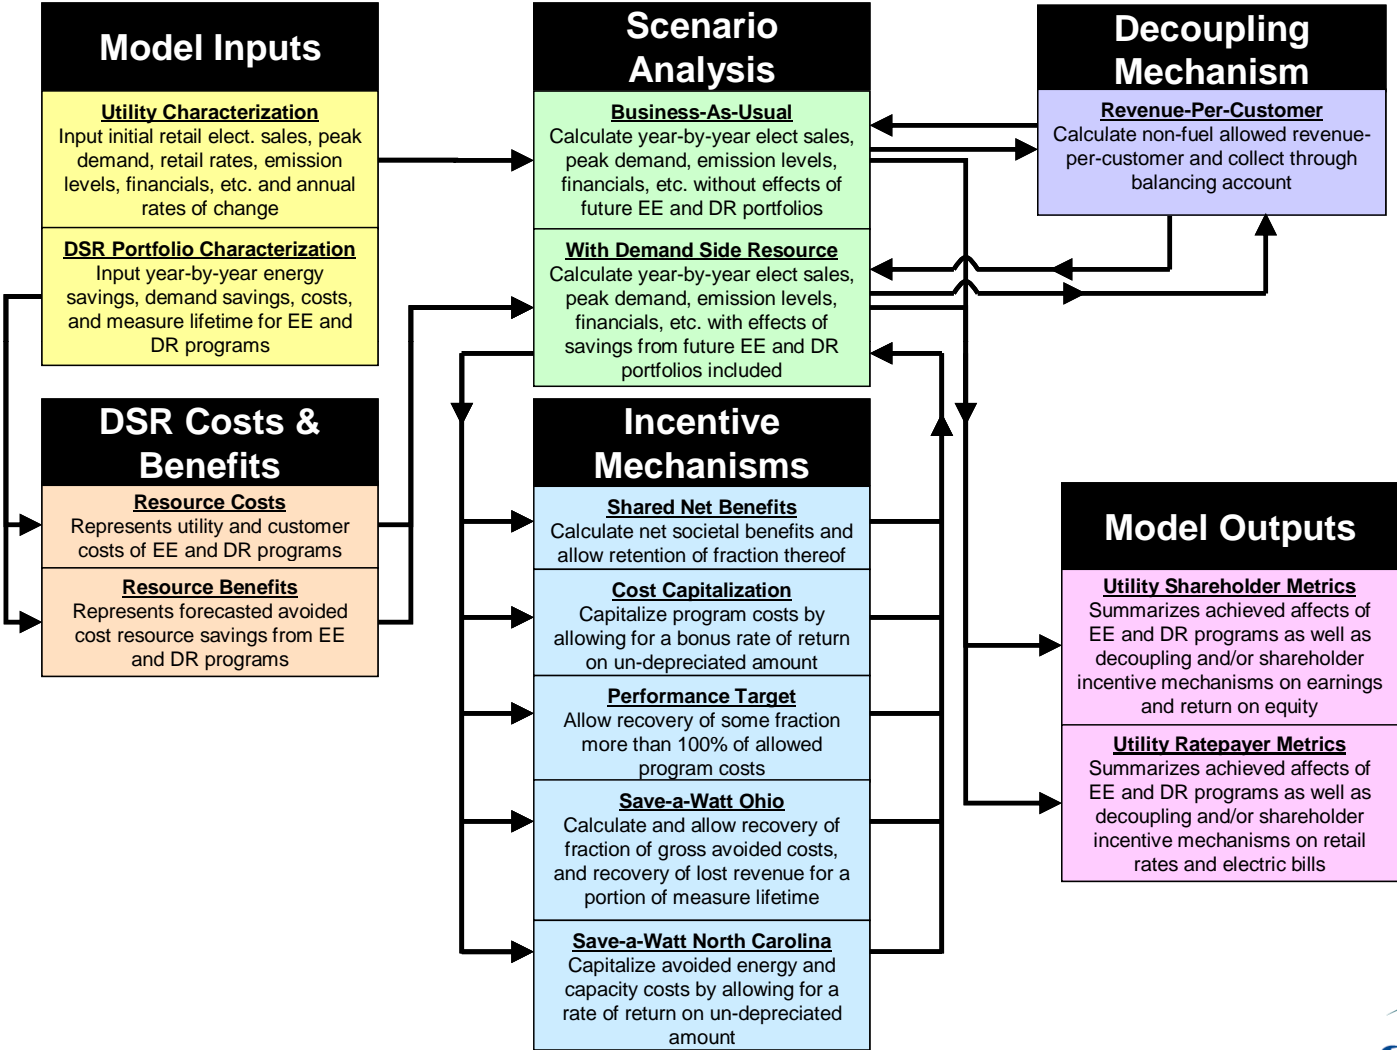 Model Inputs
Utility Characterization
Input initial retail elect. sales, peak
demand, retail rates, emission
levels, financials, etc. and annual
rates of change
DSR Portfolio Characterization
Input year-by-year energy
savings, demand savings, costs,
and measure lifetime for EE and
DR programs
DSR Costs &
Benefits
Resource Costs
Represents utility and customer
costs of EE and DR programs
Resource Benefits
Represents forecasted avoided
cost resource savings from EE
and DR programs
Scenario
Analysis
Business-As-Usual
Calculate year-by-year elect sales,
peak demand, emission levels,
financials, etc. without effects of
future EE and DR portfolios
With Demand Side Resource
Calculate year-by-year elect sales,
peak demand, emission levels,
financials, etc. with effects of
savings from future EE and DR
portfolios included
Incentive
Mechanisms
Shared Net Benefits
Calculate net societal benefits and
allow retention of fraction thereof
Cost Capitalization
Capitalize program costs by
allowing for a bonus rate of return
on un-depreciated amount
Performance Target
Allow recovery of some fraction
more than 100% of allowed
program costs
Save-a-Watt Ohio
Calculate and allow recovery of
fraction of gross avoided costs,
and recovery of lost revenue for a
portion of measure lifetime
Save-a-Watt North Carolina
Capitalize avoided energy and
capacity costs by allowing for a
rate of return on un-depreciated
amount
Decoupling
Mechanism
Revenue-Per-Customer
Calculate non-fuel allowed revenue-
per-customer and collect through
balancing account
Model Outputs
Utility Shareholder Metrics
Summarizes achieved affects of
EE and DR programs as well as
decoupling and/or shareholder
incentive mechanisms on earnings
and return on equity
Utility Ratepayer Metrics
Summarizes achieved affects of
EE and DR programs as well as
decoupling and/or shareholder
incentive mechanisms on retail
rates and electric bills